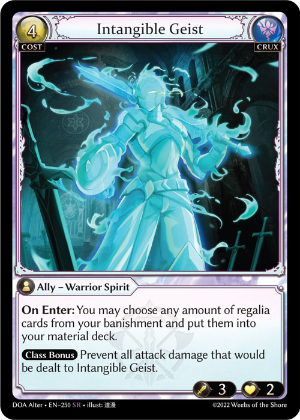 4
Intangible Geist
COST
CRUX
Ally – Warrior Spirit
On Enter: You may choose any amount of regalia
cards from your banishment and put them into
your material deck.
Class Bonus Prevent all attack damage that would
be dealt to Intangible Geist.
3
2
DOA Alter • EN-250 SR • illust:
©2022 Weebs of the Shore